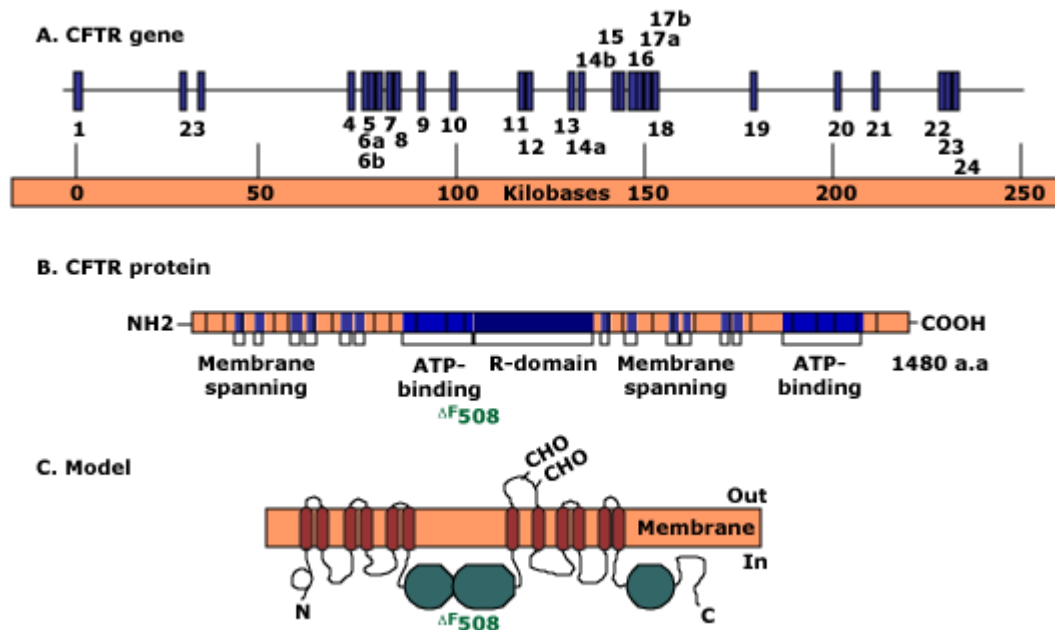 A. CFTR gene
17b
15 17a
14b 16
1 23 4 5 7 9 10 11 13 18 19 20 21 22
6a 8 12 14a 23
6b 24
0 50 100 Kilobases 150 200 250
B. CFTR protein
NH2 COOH
Membrane spanning ATP-binding R-domain Membrane spanning ATP-binding 1480 a.a
ΔF508
C. Model
CHO
CHO
Out
Membrane
In
N C
ΔF508